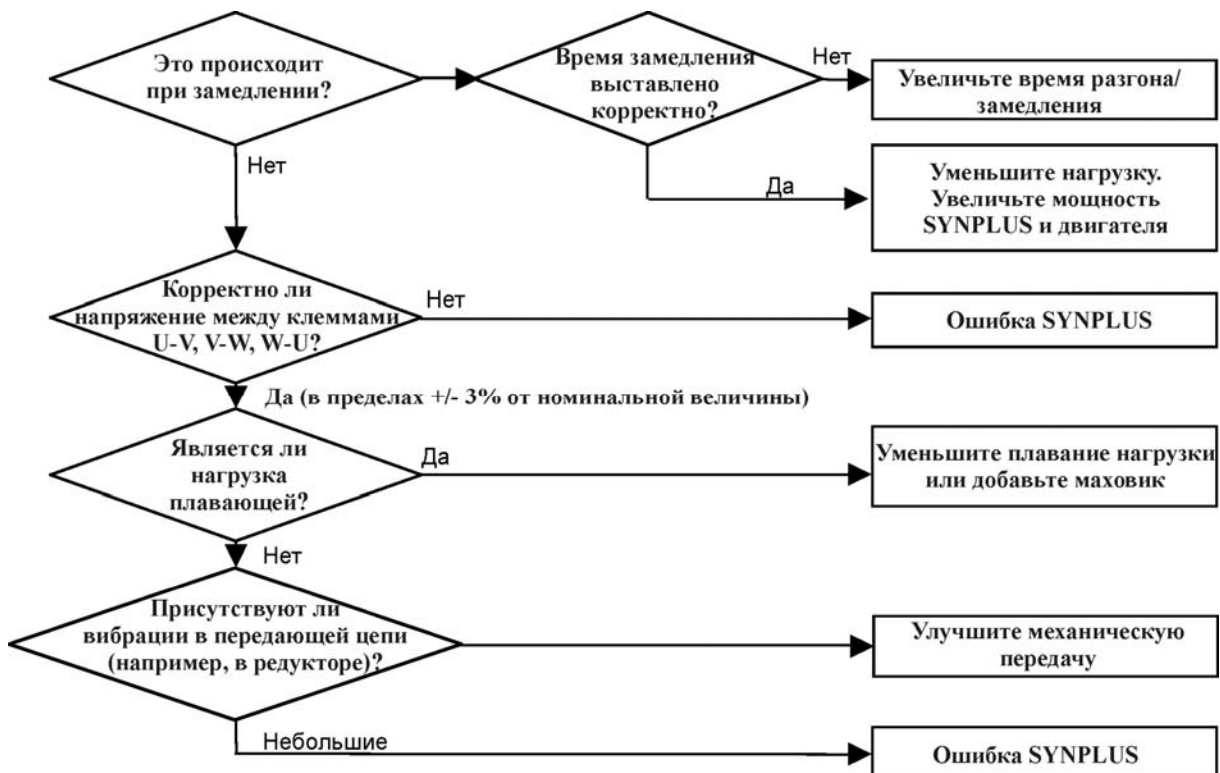 Это происходит
при замедлении?
Время замедления
выставлено
корректно?
Нет
Увеличьте время разгона/
замедления
Нет
Да
Уменьшите нагрузку.
Увеличьте мощность
SYNPLUS и двигателя
Корректно ли
напряжение между клеммами
U-V, V-W, W-U?
Нет
Ошибка SYNPLUS
Да (в пределах +/- 3% от номинальной величины)
Является ли
нагрузка
плавающей?
Да
Уменьшите плавание нагрузки
или добавьте маховик
Нет
Присутствуют ли
вибрации в передающей цепи
(например, в редукторе)?
Улучшите механическую
передачу
Небольшие
Ошибка SYNPLUS